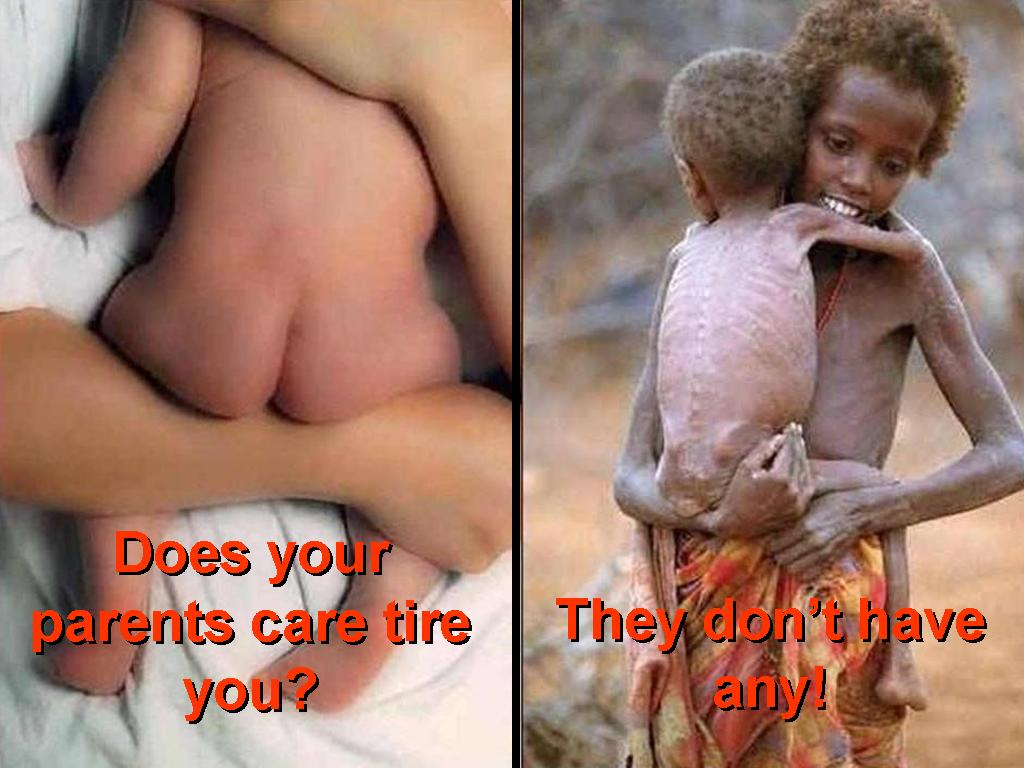 Does your
parents care tire
you?
They don't have
any!